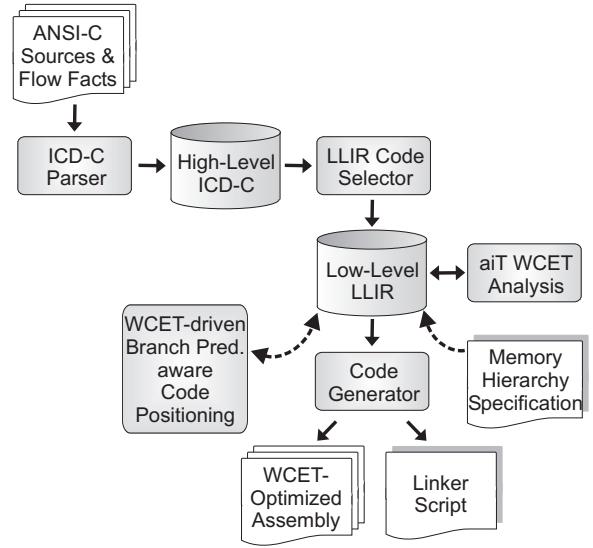 ANSI-C
Sources &
Flow Facts
ICD-C
Parser
High-Level
ICD-C
LLIR Code
Selector
Low-Level
LLIR
aiT WCET
Analysis
WCET-driven
Branch Pred.
aware
Code
Positioning
Code
Generator
Memory
Hierarchy
Specification
WCET-
Optimized
Assembly
Linker
Script